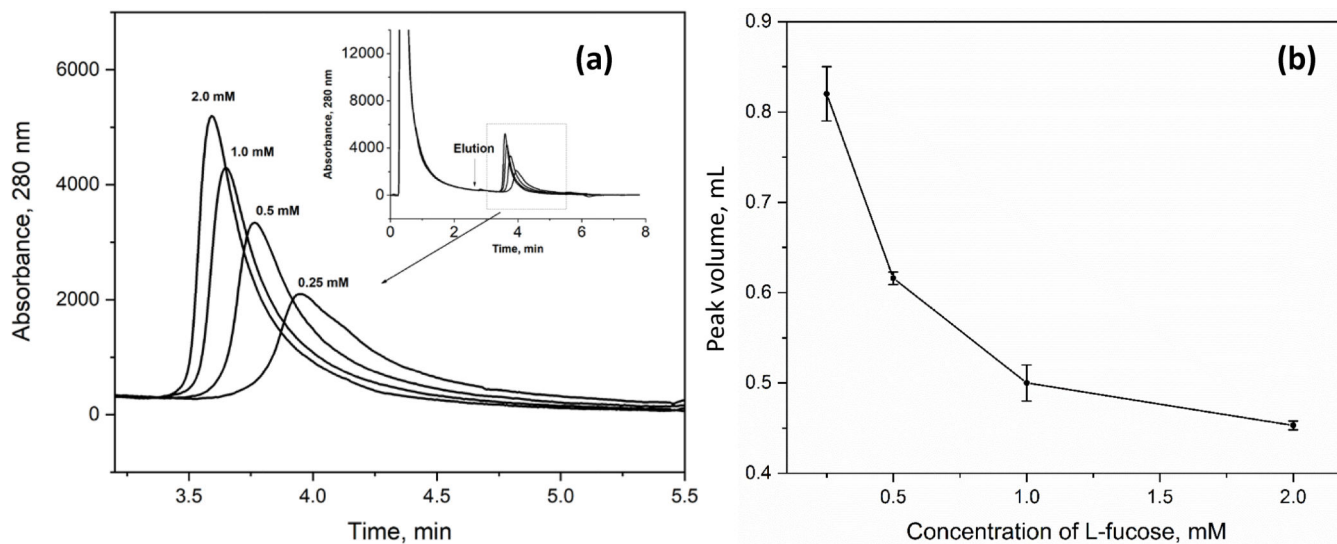 (a)
Absorbance, 280 nm
6000
4000
2000
0
2.0 mM
1.0 mM
0.5 mM
0.25 mM
3.5 4.0 4.5 5.0 5.5
Time, min
Absorbance, 280 nm
12000
8000
4000
0
Elution
0 2 4 6 8
Time, min
(b)
Peak volume, mL
0.9
0.8
0.7
0.6
0.5
0.4
0.5 1.0 1.5 2.0
Concentration of L-fucose, mM